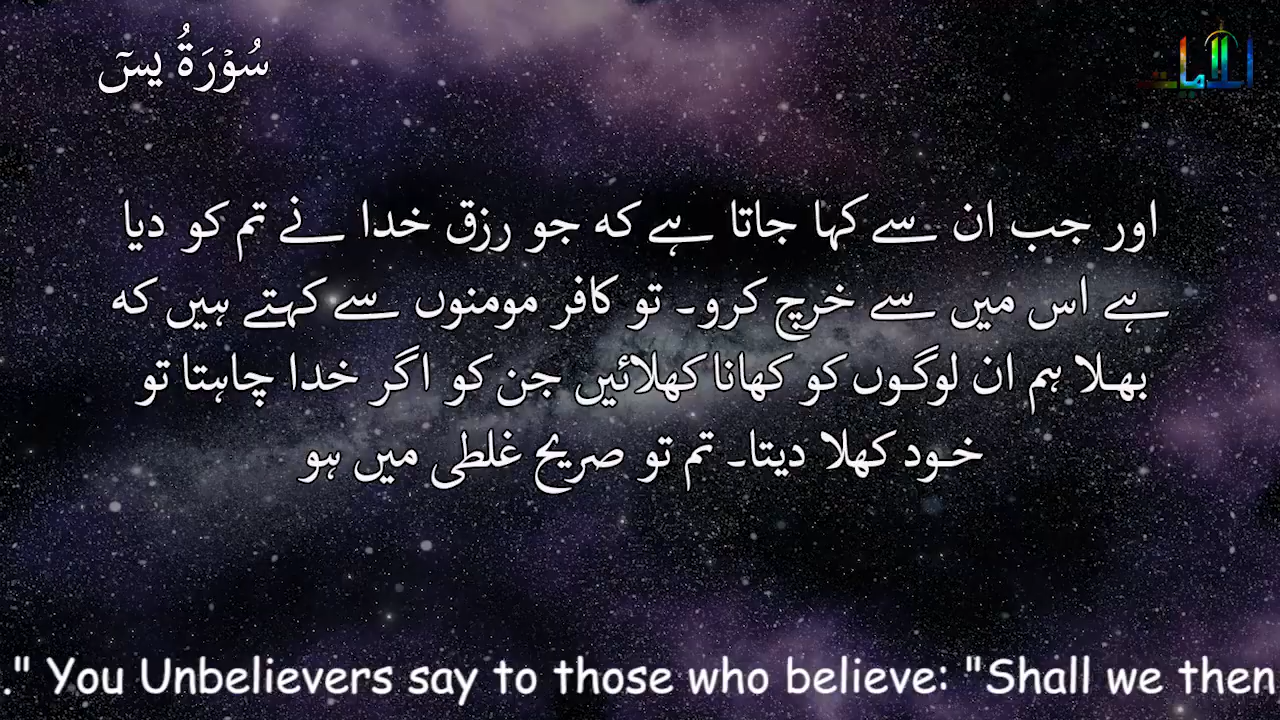 سُوْرَةُ يسٓ
اور جب ان سے کہا جاتا ہے کہ جو رزق خدا نے تم کو دیا
ہے اس میں سے خرچ کرو۔ تو کافر مومنوں سے کہتے ہیں کہ
بھلا ہم ان لوگوں کو کھانا کھلائیں جن کو اگر خدا چاہتا تو
خود کھلا دیتا۔ تم تو صریح غلطی میں ہو
." You Unbelievers say to those who believe: "Shall we then